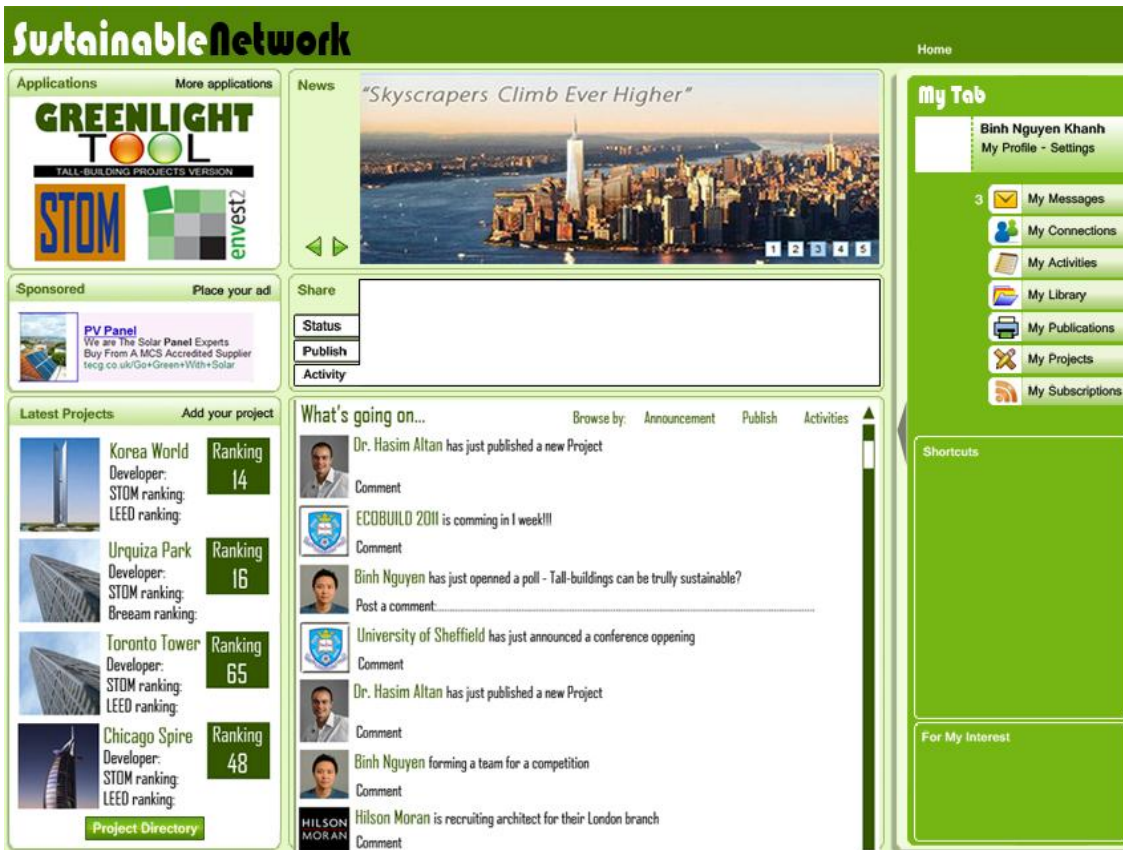 SustainableNetwork
Home
Applications More applications
GREENLIGHT
TOOL
TALL-BUILDING PROJECTS VERSION
STOM
envest2
News
"Skyscrapers Climb Ever Higher"
1 2 3 4 5
Sponsored Place your ad
PV Panel
We are The Solar Panel Experts
Buy From A MCS Accredited Supplier
tecg.co.uk/Go+Green+With+Solar
Share
Status
Publish
Activity
Latest Projects Add your project
Korea World
Developer:
STOM ranking:
LEED ranking:
Ranking
14
Urquiza Park
Developer:
STOM ranking:
Breeam ranking:
Ranking
16
Toronto Tower
Developer:
STOM ranking:
LEED ranking:
Ranking
65
Chicago Spire
Developer:
STOM ranking:
LEED ranking:
Ranking
48
Project Directory
What's going on... Browse by: Announcement Publish Activities
Dr. Hasim Altan has just published a new Project
Comment
ECOBUILD 2011 is comming in 1 week!!!
Comment
Binh Nguyen has just openned a poll - Tall-buildings can be trully sustainable?
Post a comment:
University of Sheffield has just announced a conference oppening
Comment
Dr. Hasim Altan has just published a new Project
Comment
Binh Nguyen forming a team for a competition
Comment
HILSON
MORAN
Hilson Moran is recruiting architect for their London branch
Comment
My Tab
Binh Nguyen Khanh
My Profile - Settings
3 My Messages
My Connections
My Activities
My Library
My Publications
My Projects
My Subscriptions
Shortcuts
For My Interest